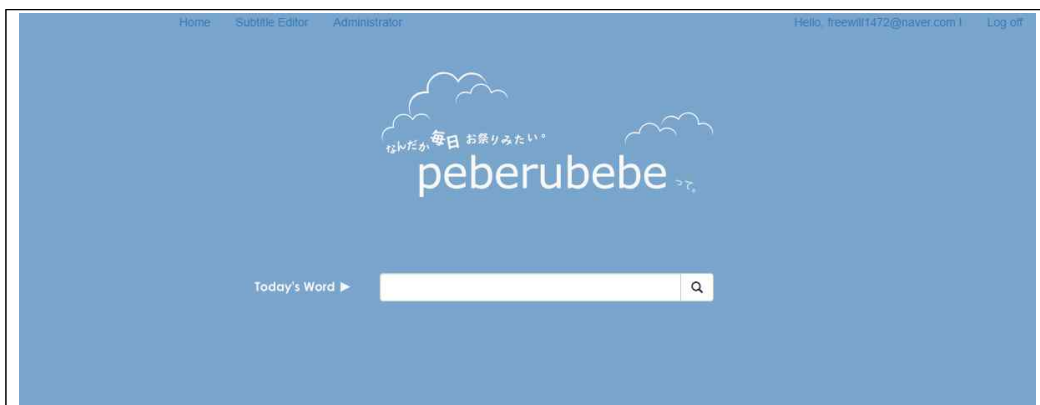 Home Subtitle Editor Administrator Hello, freewill1472@naver.com ! Log off
なんだか毎日お祭りみたい。
peberubebe って。
Today's Word ▶